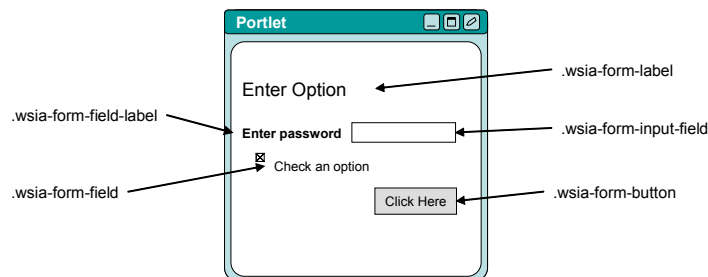 Portlet
.wsia-form-label
Enter Option
.wsia-form-field-label
Enter password
.wsia-form-input-field
Check an option
.wsia-form-field
Click Here
.wsia-form-button